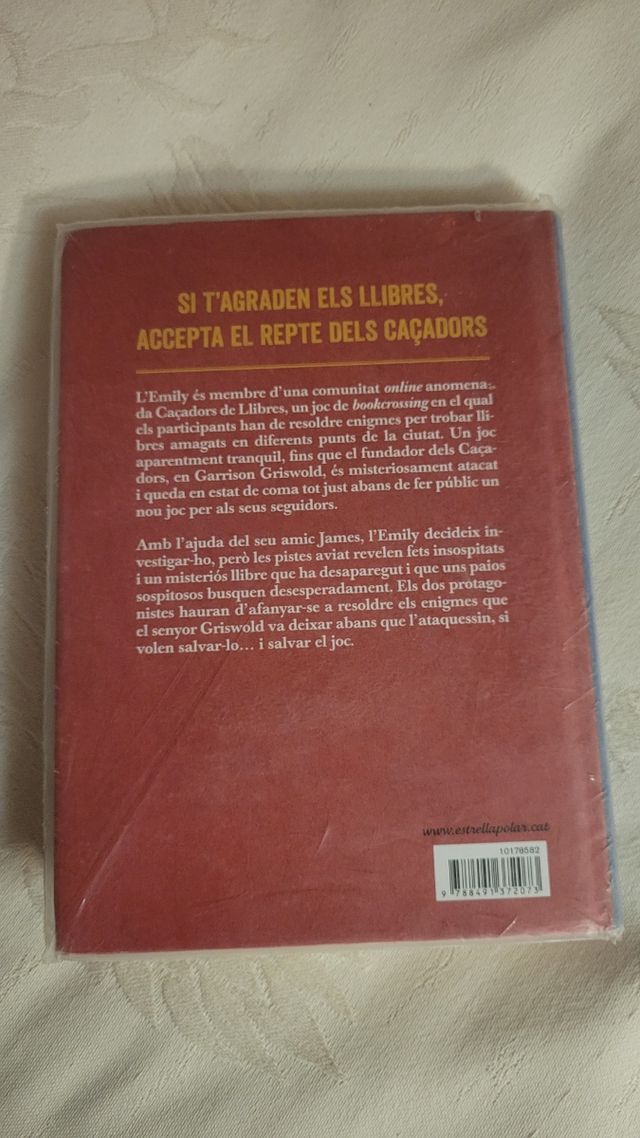 SI T'AGRADEN ELS LLIBRES,
ACCEPTA EL REPTE DELS CAÇADORS
L'Emily és membre d'una comunitat online anomena-
da Caçadors de Llibres, un joc de bookcrossing en el qual
els participants han de resoldre enigmes per trobar lli-
bres amagats en diferents punts de la ciutat. Un joc
aparentment tranquil, fins que el fundador dels Caça-
dors, en Garrison Griswold, és misteriosament atacat
i queda en estat de coma tot just abans de fer públic un
nou joc per als seus seguidors.
Amb l'ajuda del seu amic James, l'Emily decideix in-
vestigar-ho, però les pistes aviat revelen fets insospitats
i un misteriós llibre que ha desaparegut i que uns paios
sospitosos busquen desesperadament. Els dos protago-
nistes hauran d'afanyar-se a resoldre els enigmes que
el senyor Griswold va deixar abans que l'ataquessin, si
volen salvar-lo... i salvar el joc.
www.estrellapolar.cat
10178582
9 788491 372073